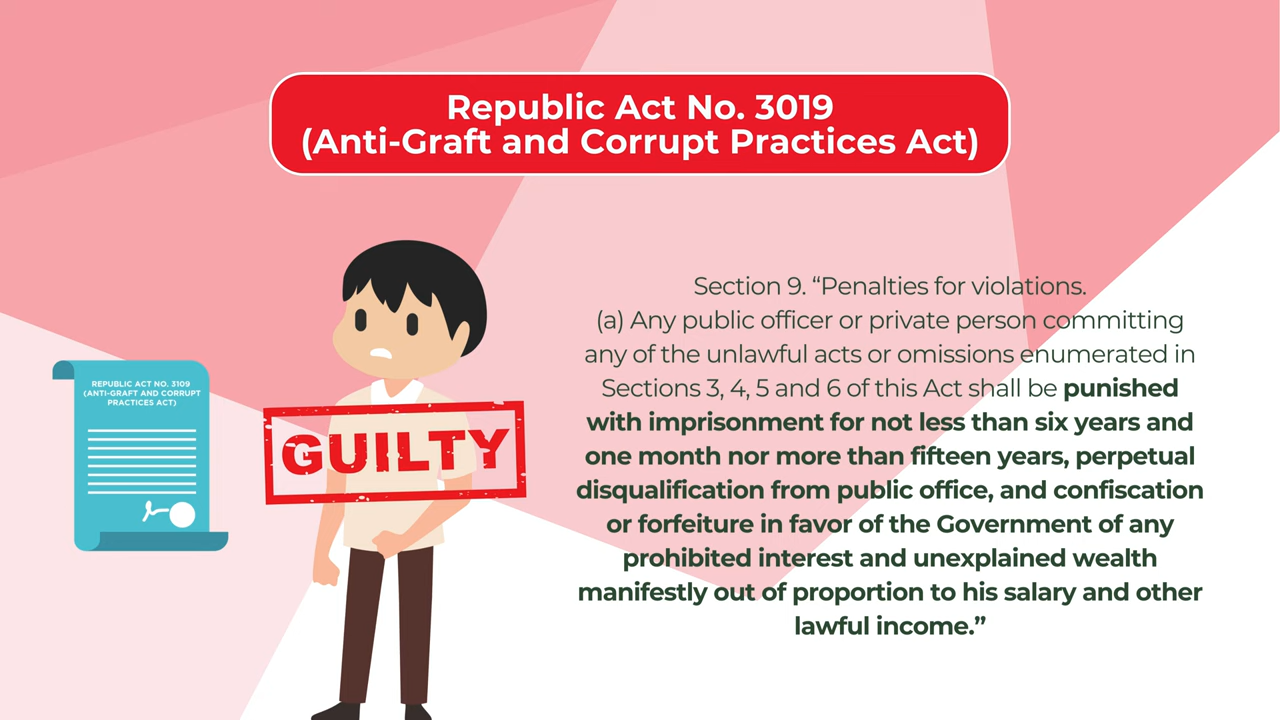 Republic Act No. 3019
(Anti-Graft and Corrupt Practices Act)
REPUBLIC ACT NO. 3109
(ANTI-GRAFT AND CORRUPT
PRACTICES ACT)
GUILTY
Section 9. “Penalties for violations.
(a) Any public officer or private person committing
any of the unlawful acts or omissions enumerated in
Sections 3, 4, 5 and 6 of this Act shall be punished
with imprisonment for not less than six years and
one month nor more than fifteen years, perpetual
disqualification from public office, and confiscation
or forfeiture in favor of the Government of any
prohibited interest and unexplained wealth
manifestly out of proportion to his salary and other
lawful income.”